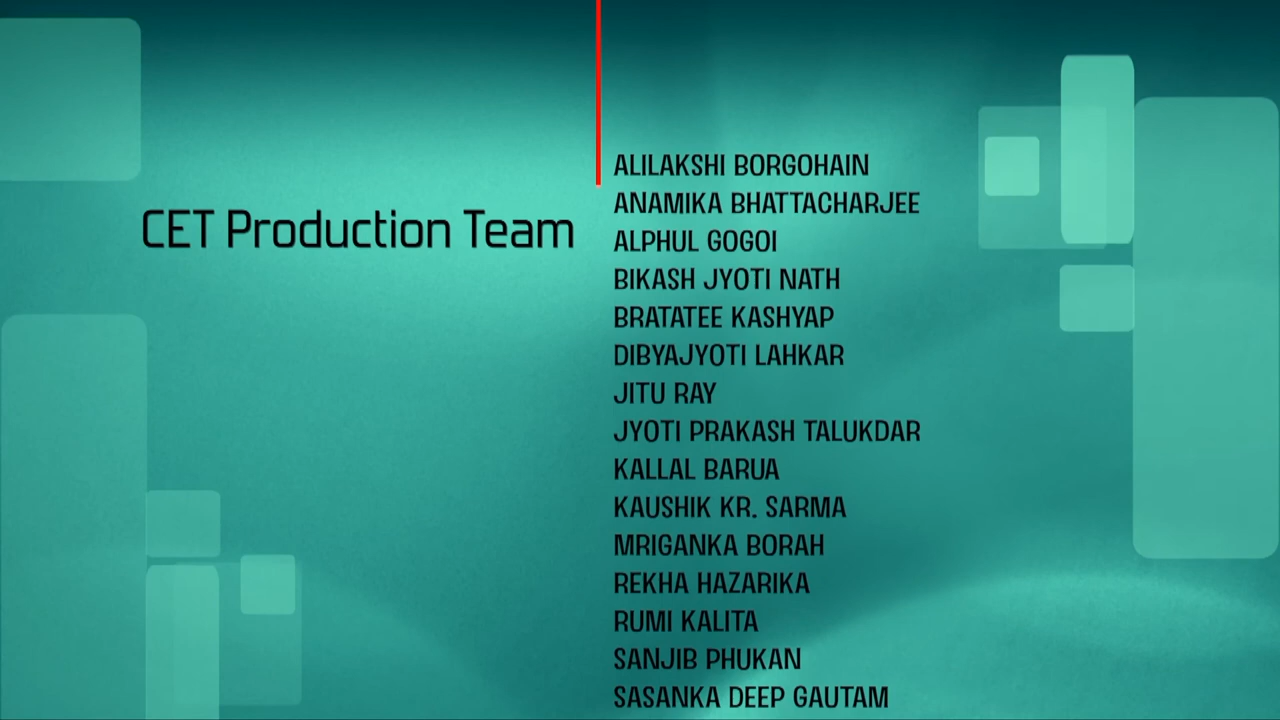 CET Production Team
ALILAKSHI BORGOHAIN
ANAMIKA BHATTACHARJEE
ALPHUL GOGOI
BIKASH JYOTI NATH
BRATATEE KASHYAP
DIBYAJYOTI LAHKAR
JITU RAY
JYOTI PRAKASH TALUKDAR
KALLAL BARUA
KAUSHIK KR. SARMA
MRIGANKA BORAH
REKHA HAZARIKA
RUMI KALITA
SANJIB PHUKAN
SASANKA DEEP GAUTAM